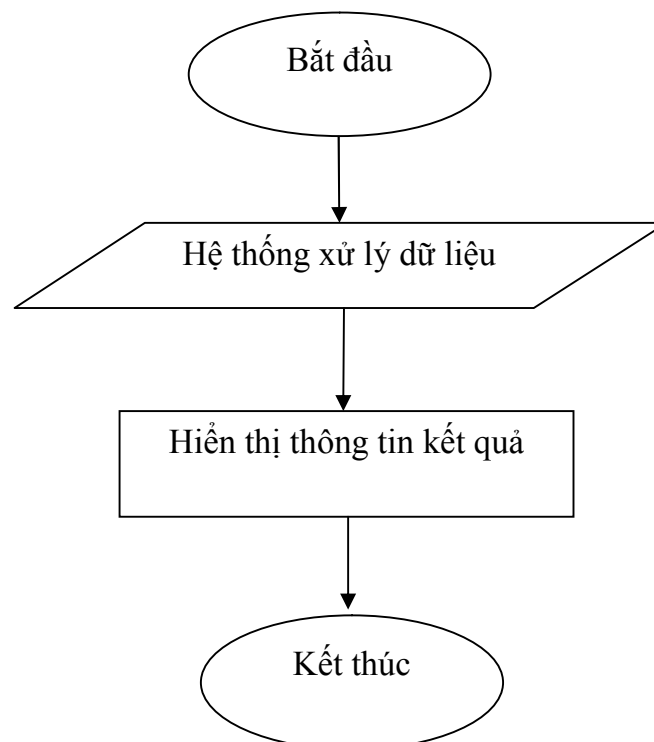 Bắt đầu
Hệ thống xử lý dữ liệu
Hiển thị thông tin kết quả
Kết thúc